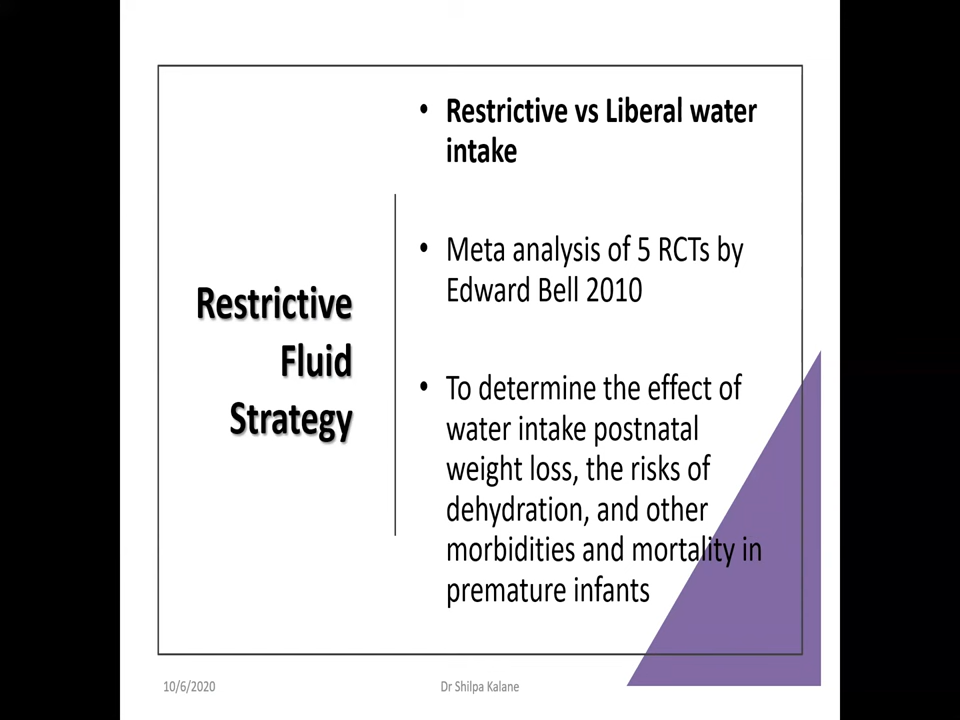 Restrictive
Fluid
Strategy
• Restrictive vs Liberal water
intake
• Meta analysis of 5 RCTs by
Edward Bell 2010
• To determine the effect of
water intake postnatal
weight loss, the risks of
dehydration, and other
morbidities and mortality in
premature infants
10/6/2020
Dr Shilpa Kalane